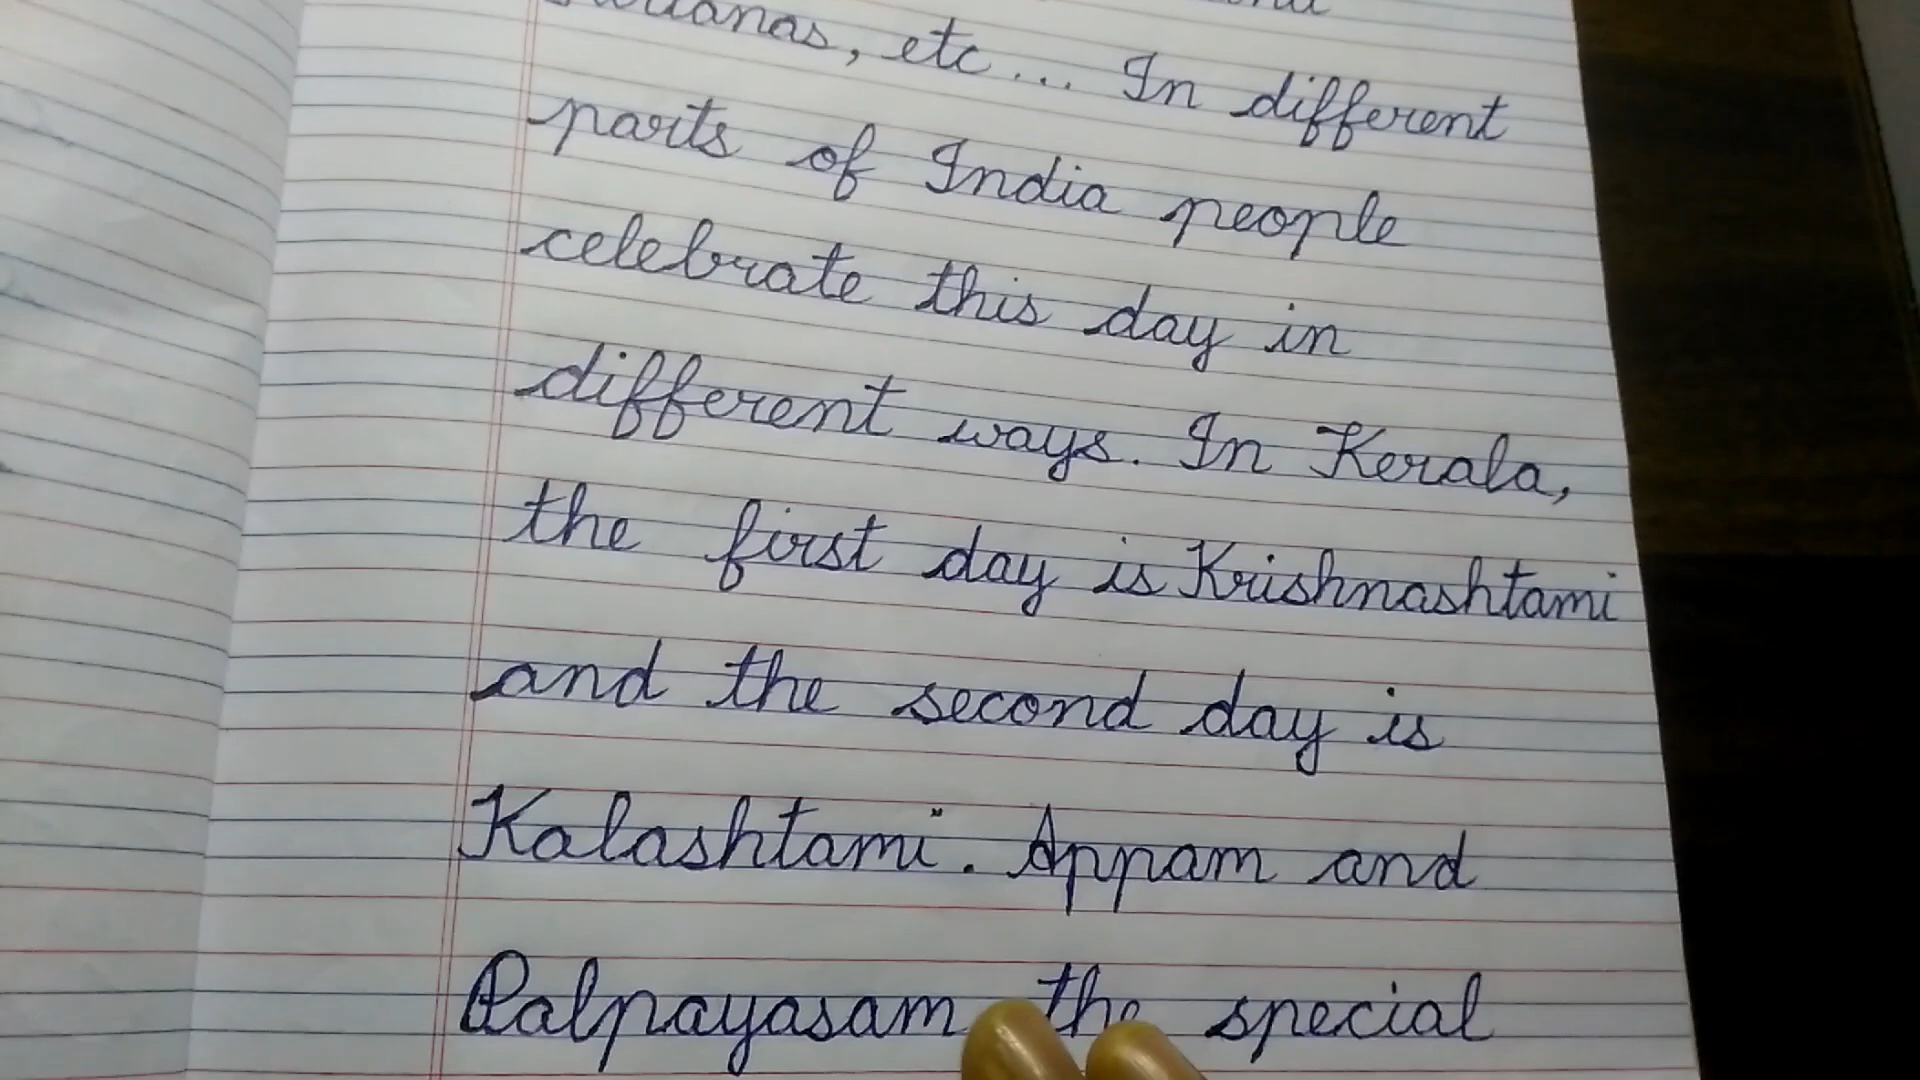 etc... In different
parts of India people
celebrate this day in
different ways. In Kerala,
the first day is Krishnashtami
and the second day is
Kalashtami. Appam and
Palpayasam the special